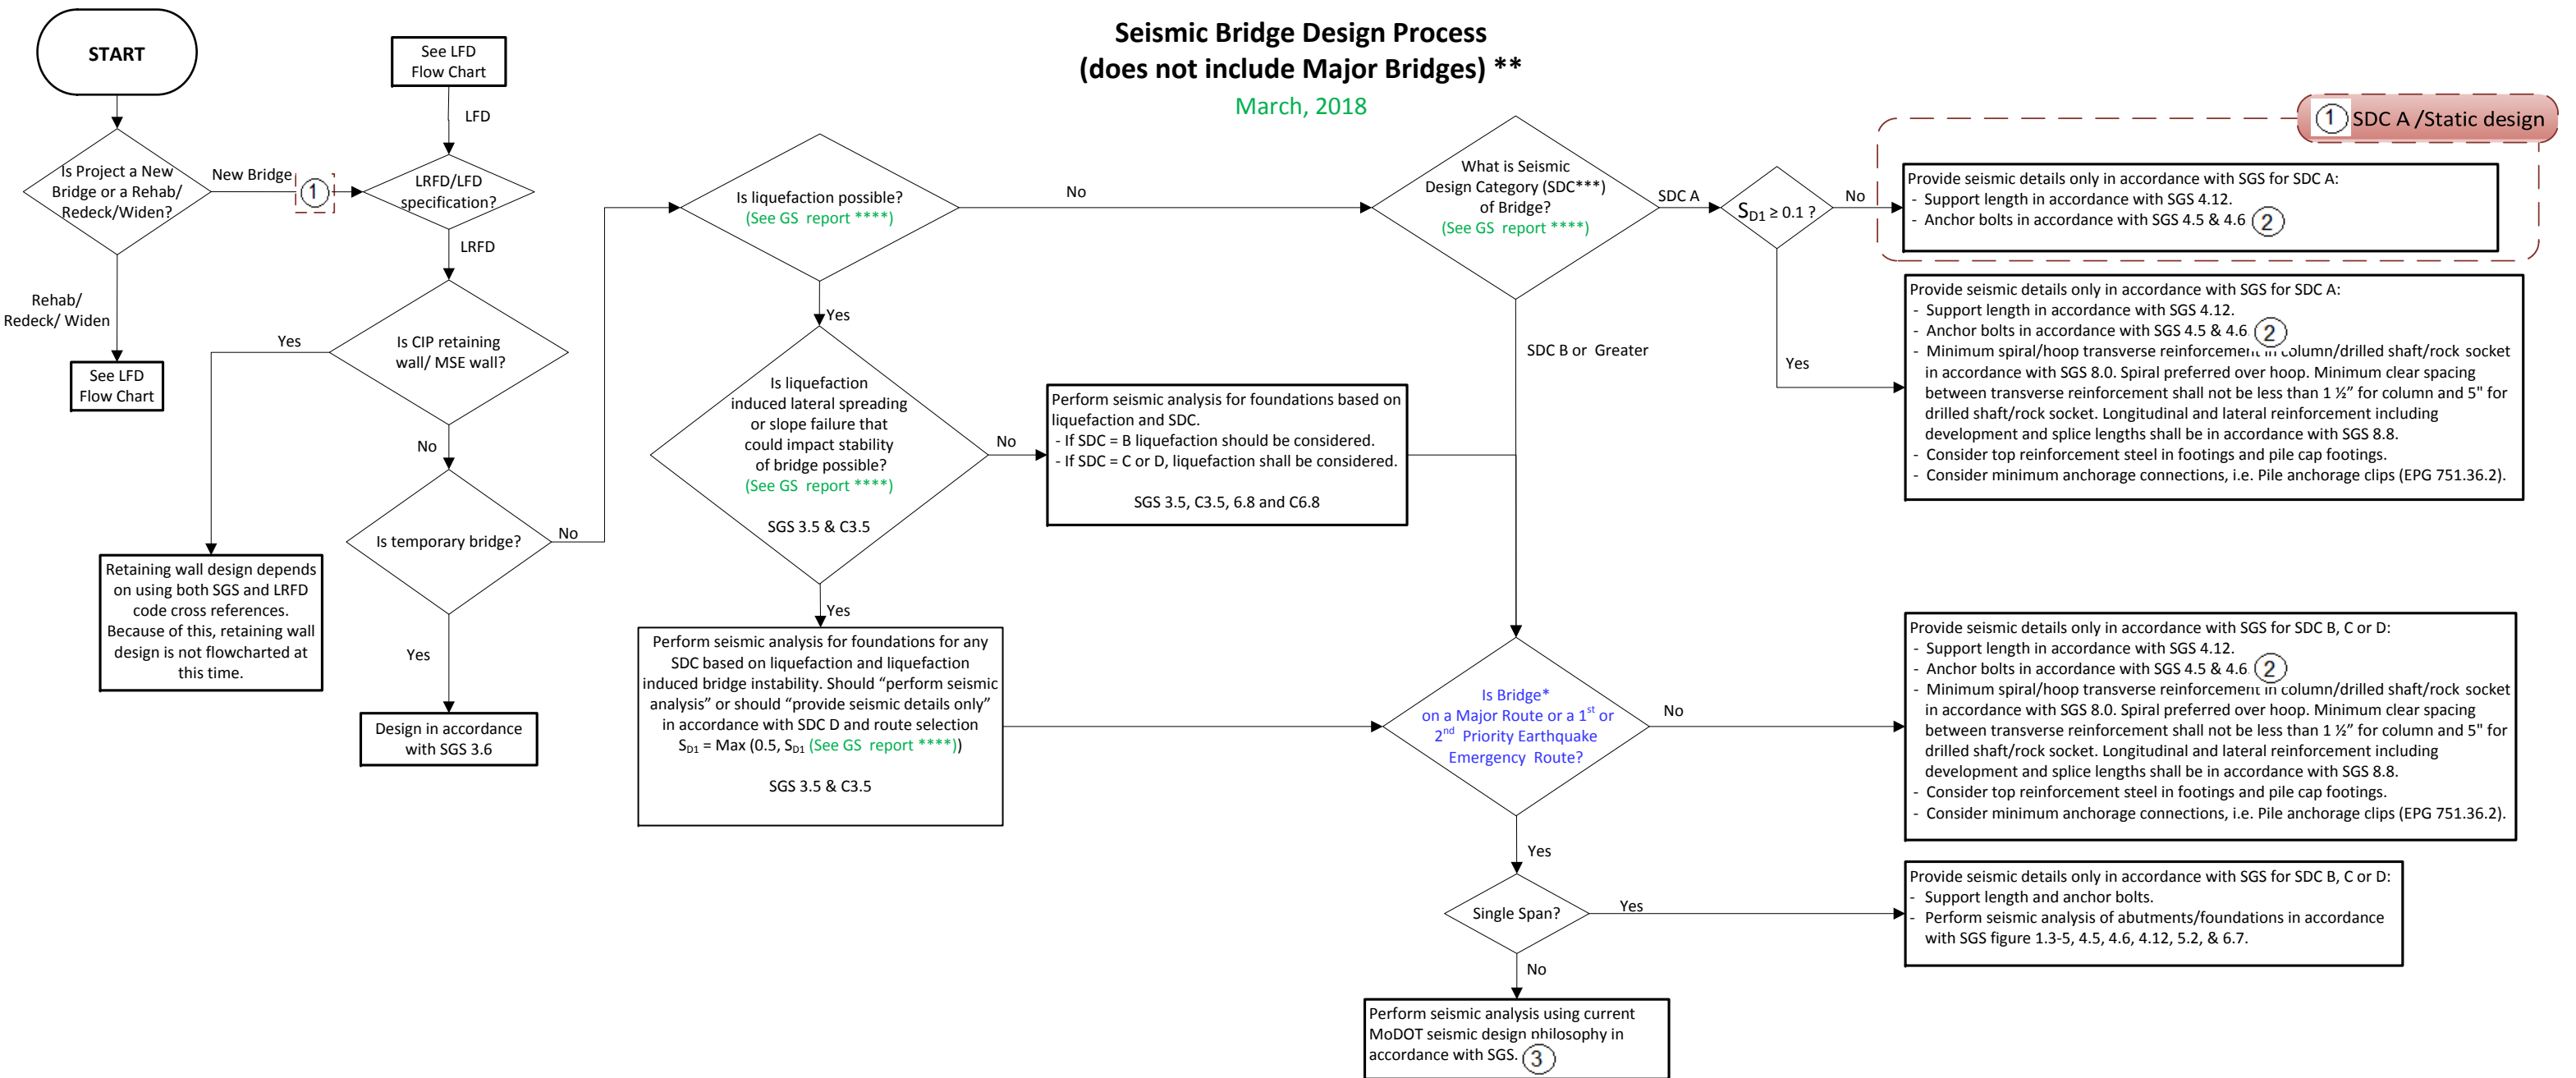 Seismic Bridge Design Process
(does not include Major Bridges) **
March, 2018
START
Is Project a New
Bridge or a Rehab/
Redeck/Widen?
New Bridge
1
Rehab/
Redeck/ Widen
See LFD
Flow Chart
See LFD
Flow Chart
LFD
LRFD/LFD
specification?
LRFD
Is CIP retaining
wall/ MSE wall?
Yes
Retaining wall design depends
on using both SGS and LRFD
code cross references.
Because of this, retaining wall
design is not flowcharted at
this time.
No
Is temporary bridge?
No
Yes
Design in accordance
with SGS 3.6
Is liquefaction possible?
(See GS report ****)
No
Yes
Is liquefaction
induced lateral spreading
or slope failure that
could impact stability
of bridge possible?
(See GS report ****)
SGS 3.5 & C3.5
No
Perform seismic analysis for foundations based on
liquefaction and SDC.
- If SDC = B liquefaction should be considered.
- If SDC = C or D, liquefaction shall be considered.
SGS 3.5, C3.5, 6.8 and C6.8
Yes
Perform seismic analysis for foundations for any
SDC based on liquefaction and liquefaction
induced bridge instability. Should “perform seismic
analysis” or should “provide seismic details only”
in accordance with SDC D and route selection
SD1 = Max (0.5, SD1 (See GS report ****))
SGS 3.5 & C3.5
What is Seismic
Design Category (SDC***)
of Bridge?
(See GS report ****)
SDC A
SDC B or Greater
SD1 ≥ 0.1 ?
No
Yes
1 SDC A /Static design
Provide seismic details only in accordance with SGS for SDC A:
- Support length in accordance with SGS 4.12.
- Anchor bolts in accordance with SGS 4.5 & 4.6 2
Provide seismic details only in accordance with SGS for SDC A:
- Support length in accordance with SGS 4.12.
- Anchor bolts in accordance with SGS 4.5 & 4.6. 2
- Minimum spiral/hoop transverse reinforcement in column/drilled shaft/rock socket
in accordance with SGS 8.0. Spiral preferred over hoop. Minimum clear spacing
between transverse reinforcement shall not be less than 1 ½” for column and 5" for
drilled shaft/rock socket. Longitudinal and lateral reinforcement including
development and splice lengths shall be in accordance with SGS 8.8.
- Consider top reinforcement steel in footings and pile cap footings.
- Consider minimum anchorage connections, i.e. Pile anchorage clips (EPG 751.36.2).
Is Bridge*
on a Major Route or a 1st or
2nd Priority Earthquake
Emergency Route?
No
Provide seismic details only in accordance with SGS for SDC B, C or D:
- Support length in accordance with SGS 4.12.
- Anchor bolts in accordance with SGS 4.5 & 4.6. 2
- Minimum spiral/hoop transverse reinforcement in column/drilled shaft/rock socket
in accordance with SGS 8.0. Spiral preferred over hoop. Minimum clear spacing
between transverse reinforcement shall not be less than 1 ½” for column and 5" for
drilled shaft/rock socket. Longitudinal and lateral reinforcement including
development and splice lengths shall be in accordance with SGS 8.8.
- Consider top reinforcement steel in footings and pile cap footings.
- Consider minimum anchorage connections, i.e. Pile anchorage clips (EPG 751.36.2).
Yes
Single Span?
Yes
Provide seismic details only in accordance with SGS for SDC B, C or D:
- Support length and anchor bolts.
- Perform seismic analysis of abutments/foundations in accordance
with SGS figure 1.3-5, 4.5, 4.6, 4.12, 5.2, & 6.7.
No
Perform seismic analysis using current
MoDOT seismic design philosophy in
accordance with SGS. 3